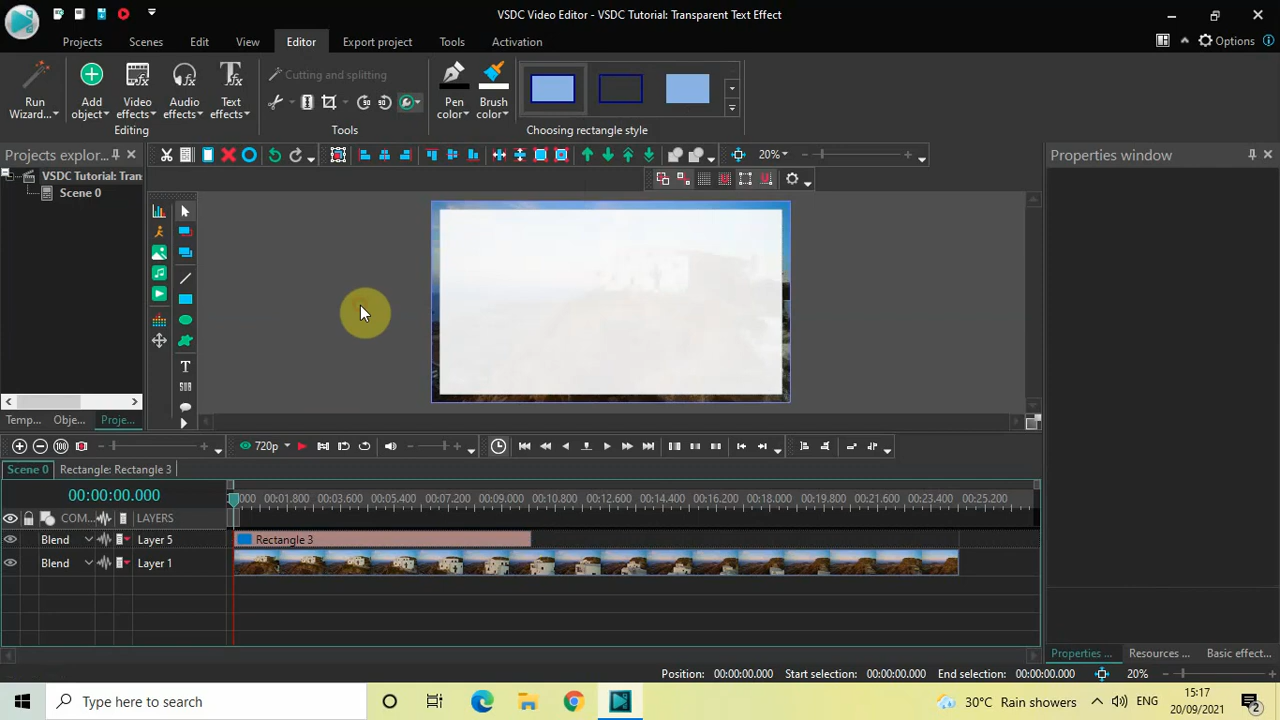 VSDC Video Editor - VSDC Tutorial: Transparent Text Effect
Projects Scenes Edit View Editor Export project Tools Activation
Options
Run Wizard...
Add object
Video effects
Audio effects
Text effects
Cutting and splitting
Pen color
Brush color
Editing
Tools
Choosing rectangle style
Projects explor...
20%
Properties window
VSDC Tutorial: Tran
Scene 0
T
Temp... Obje... Proje...
720p
Scene 0 Rectangle: Rectangle 3
00:00:00.000
000 00:01.800 00:03.600 00:05.400 00:07.200 00:09.000 00:10.800 00:12.600 00:14.400 00:16.200 00:18.000 00:19.800 00:21.600 00:23.400 00:25.200
COM... LAYERS
Blend Layer 5 Rectangle 3
Blend Layer 1
Properties ... Resources ... Basic effect...
Position: 00:00:00.000 Start selection: 00:00:00.000 End selection: 00:00:00.000 20%
Type here to search
30°C Rain showers
ENG
15:17
20/09/2021
2